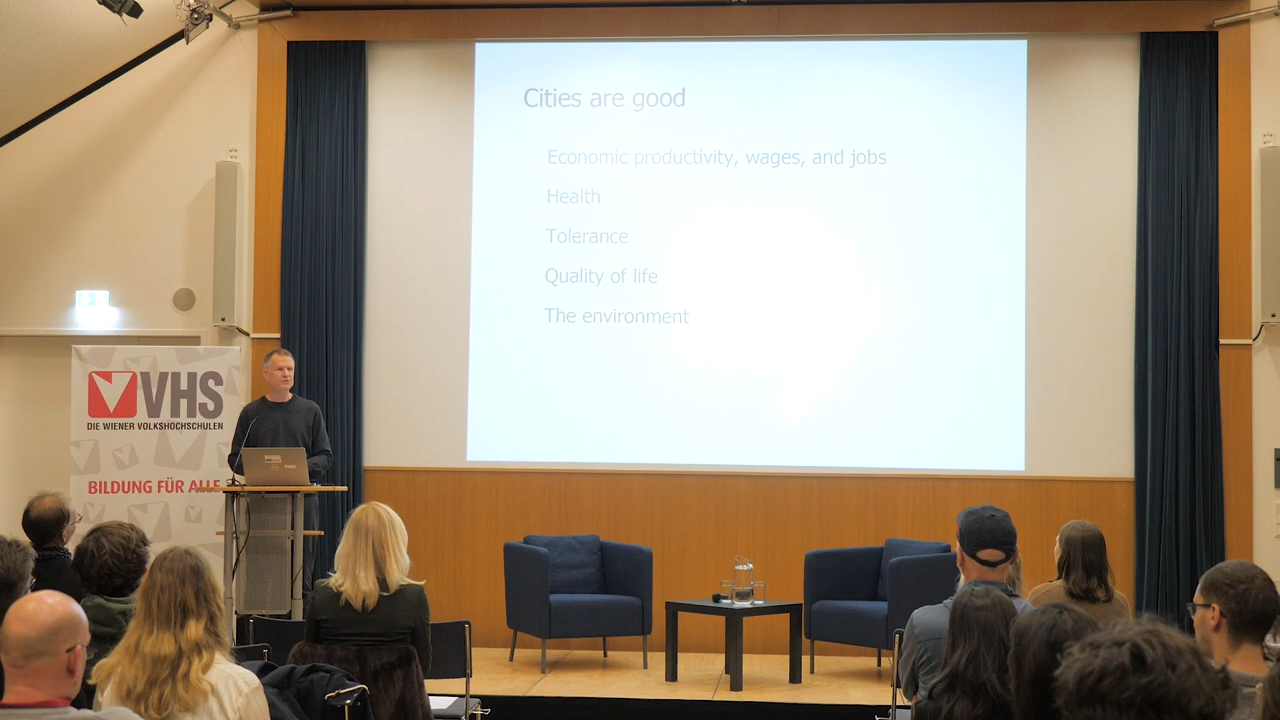 Cities are good
Economic productivity, wages, and jobs
Health
Tolerance
Quality of life
The environment
VHS
DIE WIENER VOLKSHOCHSCHULEN
BILDUNG FÜR ALLE